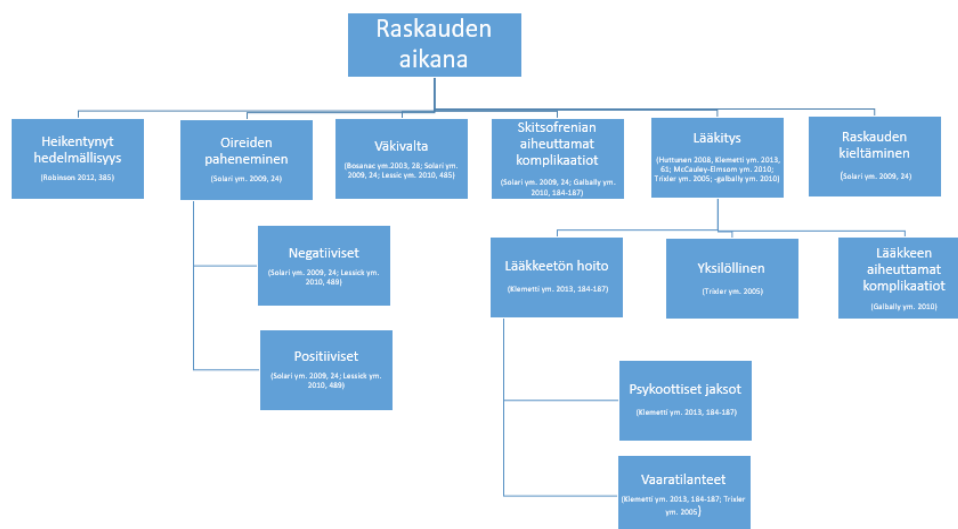 Raskauden
aikana
Heikentynyt
hedelmällisyys
(Robinsson 2012, 385)
Oireiden
paheneminen
(Solari ym. 2009, 24)
Väkivalta
(Bosanac ym.2003, 28; Solari ym.
2009, 24; Lessic ym. 2010, 485)
Skitsofrenian
aiheuttamat
komplikaatiot
(Solari ym. 2009, 24; Galbally ym.
2010, 184-187)
Lääkitys
(Huttunen 2008, Klemetti ym. 2013,
61; McCauley-Elmsom ym. 2010;
Trixler ym. 2005; -galbally ym. 2010)
Raskauden
kieltäminen
(Solari ym. 2009, 24)
Negatiiviset
(Solari ym. 2009, 24; Lessick ym.
2010, 489)
Positiiviset
(Solari ym. 2009, 24; Lessick ym.
2010, 489)
Lääkkeetön hoito
(Klemetti ym. 2013, 184-187)
Yksilöllinen
(Trixler ym. 2005)
Lääkkeen
aiheuttamat
komplikaatiot
(Galbally ym. 2010)
Psykoottiset jaksot
(Klemetti ym. 2013, 184-187)
Vaaratilanteet
(Klemetti ym. 2013, 184-187; Trixler
ym. 2005)